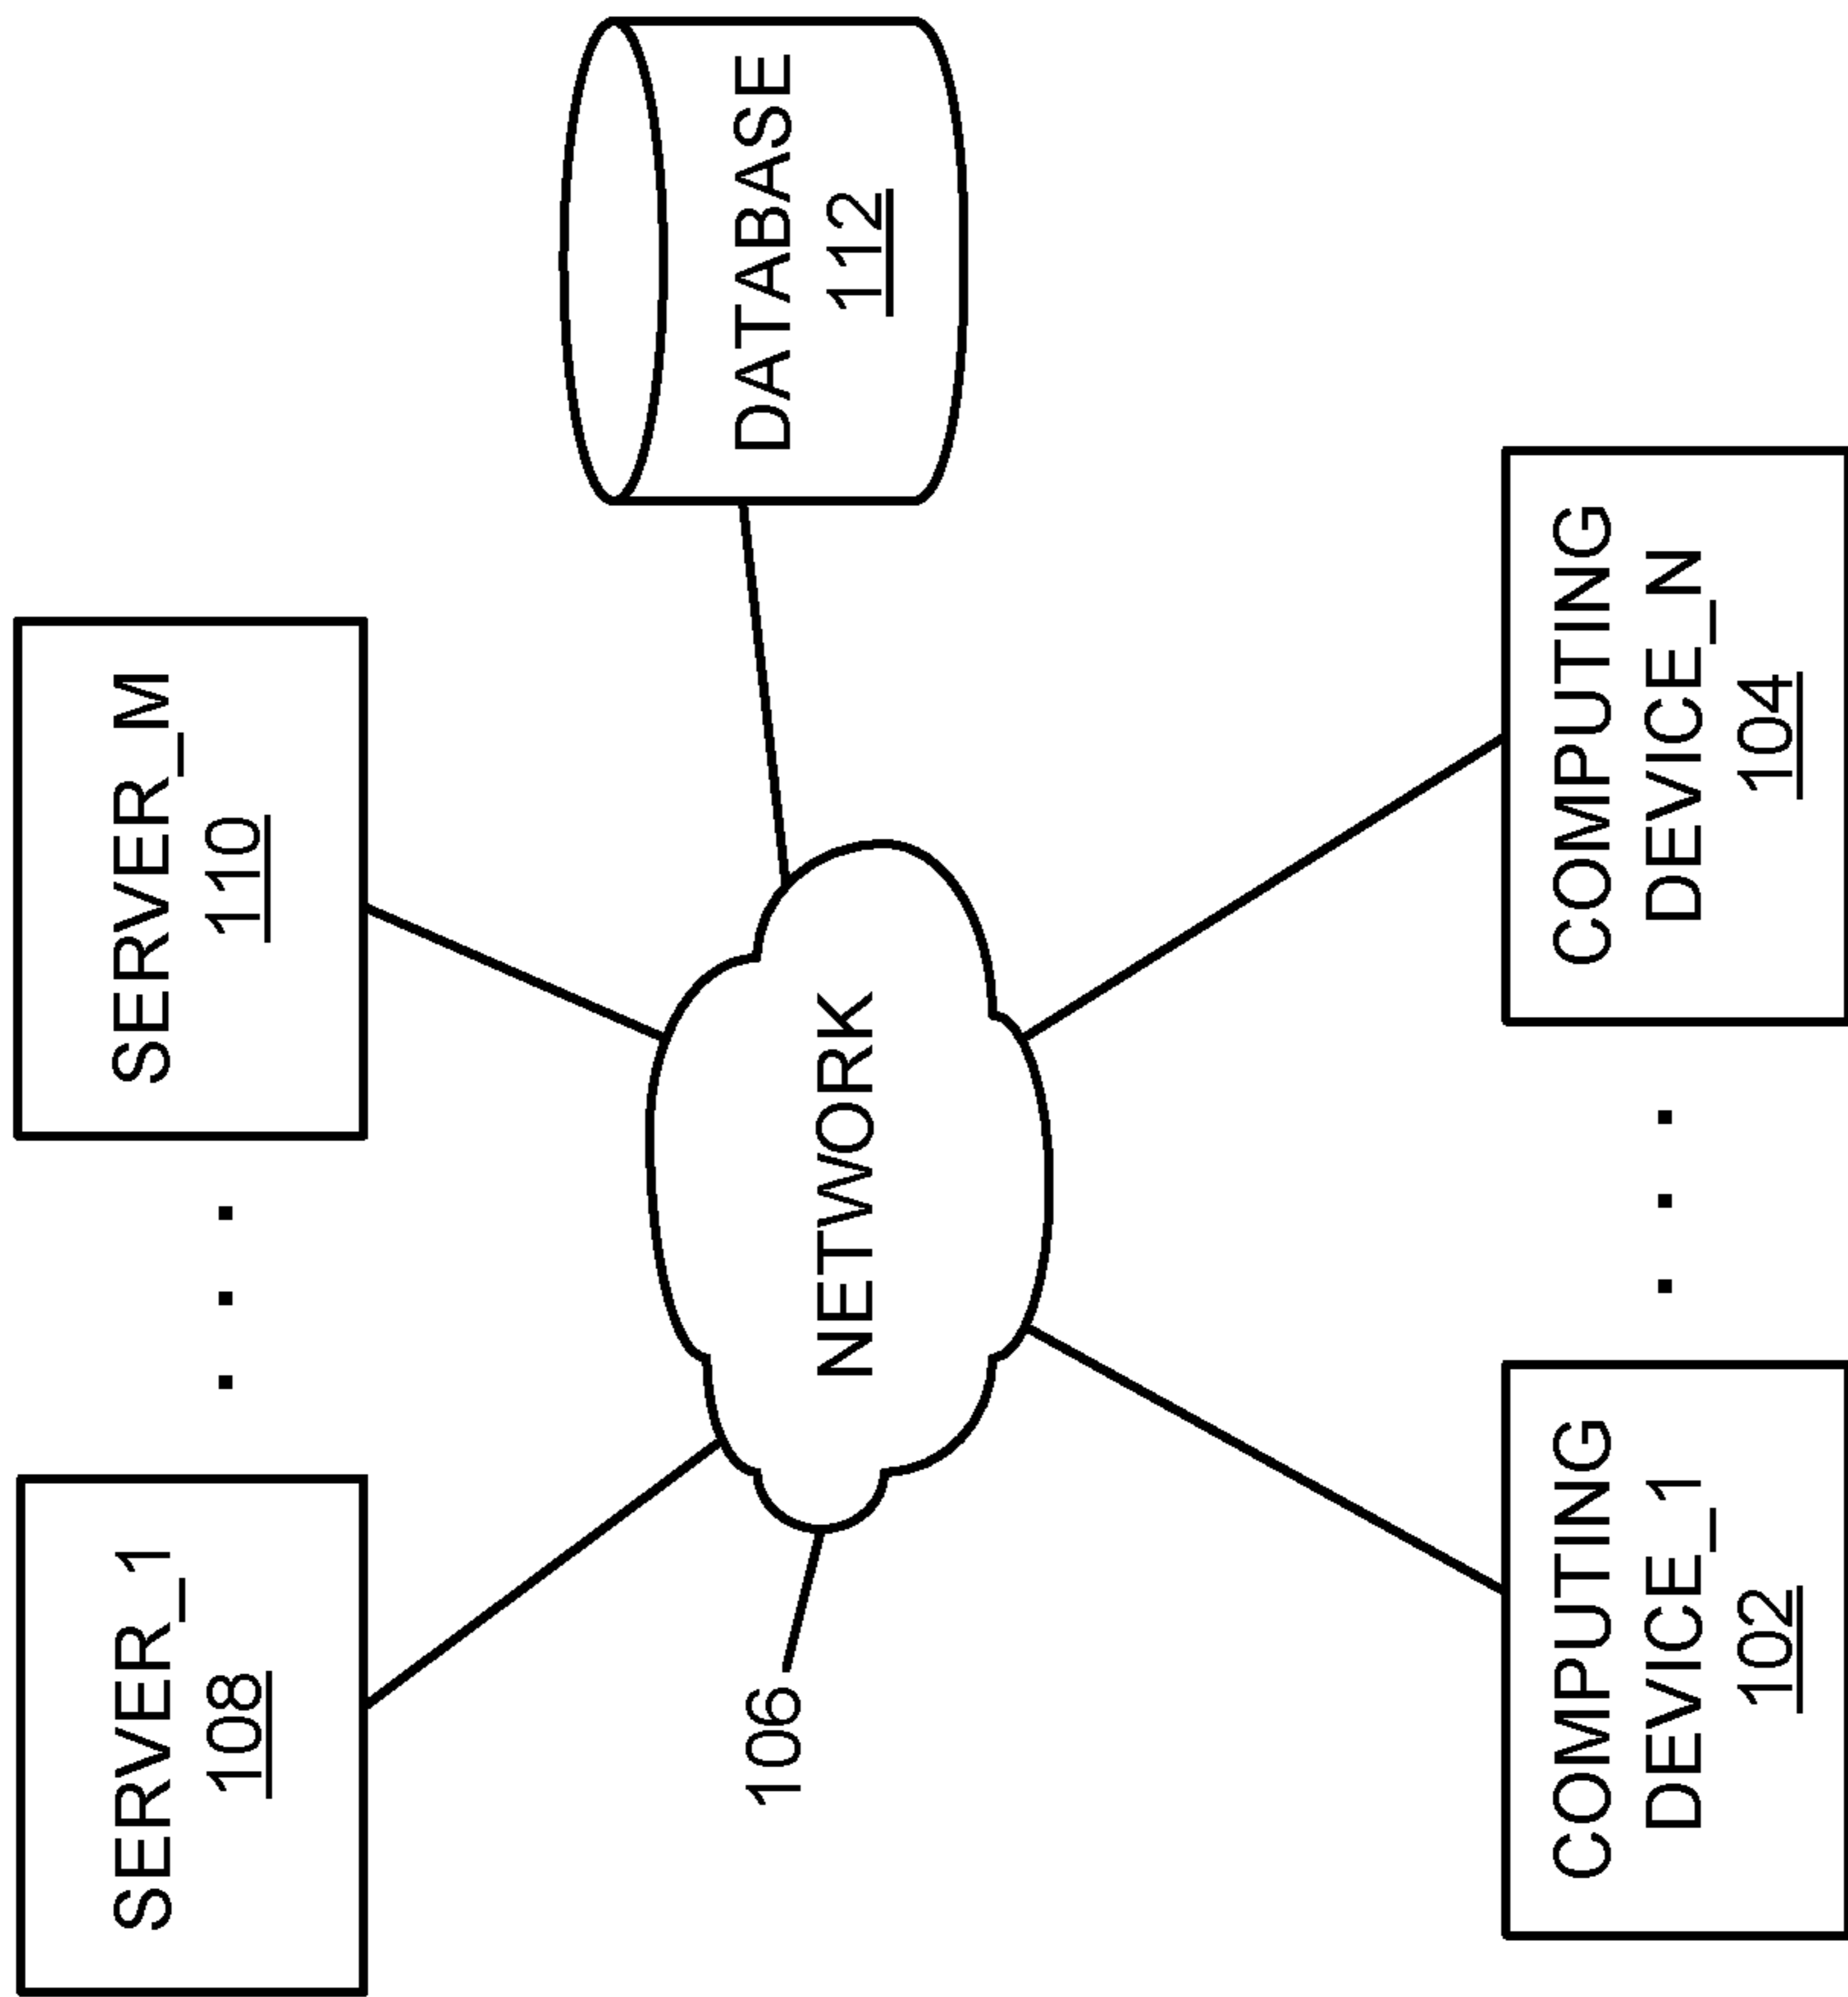 SERVER_1
108
SERVER_M
110
DATABASE
112
NETWORK
106
COMPUTING
DEVICE_1
102
COMPUTING
DEVICE_N
104